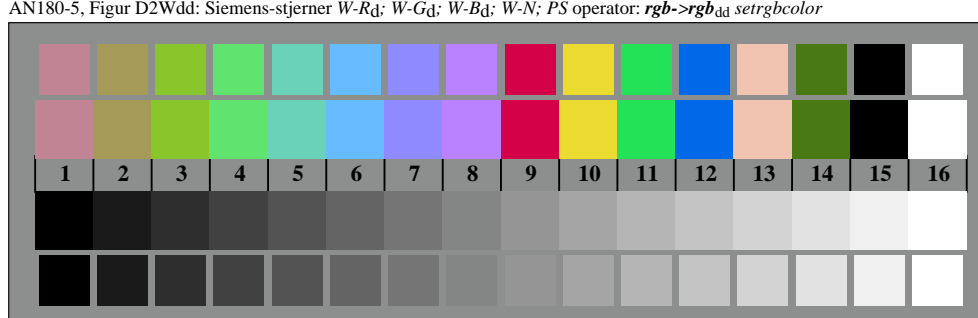 AN180-5, Figur D2Wdd: Siemens-stjerner W-Rd; W-Gd; W-Bd; W-N; PS operator: rgb->rgbdd setrgbcolor
1 2 3 4 5 6 7 8 9 10 11 12 13 14 15 16